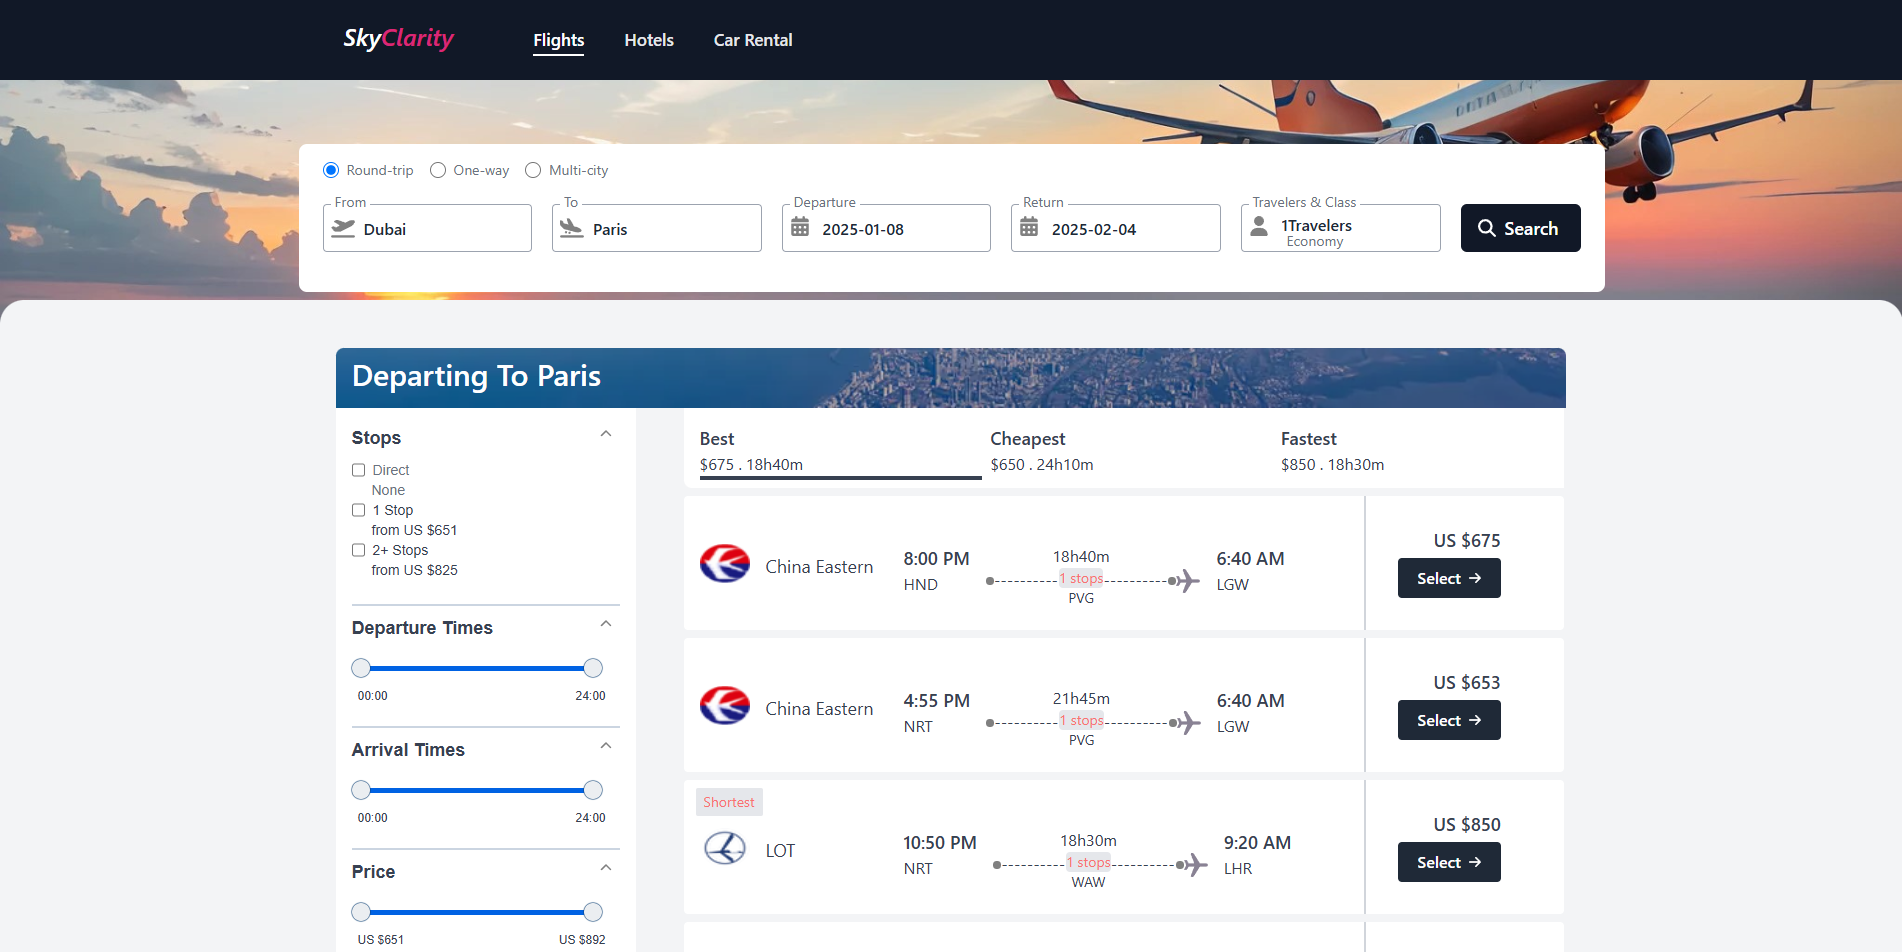 SkyClarity
Flights
Hotels
Car Rental
Round-trip
One-way
Multi-city
From
Dubai
To
Paris
Departure
2025-01-08
Return
2025-02-04
Travelers & Class
1Travelers
Economy
Search
Departing To Paris
Stops
Direct
None
1 Stop
from US $651
2+ Stops
from US $825
Departure Times
00:00
24:00
Arrival Times
00:00
24:00
Price
US $651
US $892
Best
$675 . 18h40m
Cheapest
$650 . 24h10m
Fastest
$850 . 18h30m
China Eastern
8:00 PM
HND
18h40m
1 stops
PVG
6:40 AM
LGW
US $675
Select →
China Eastern
4:55 PM
NRT
21h45m
1 stops
PVG
6:40 AM
LGW
US $653
Select →
Shortest
LOT
10:50 PM
NRT
18h30m
1 stops
WAW
9:20 AM
LHR
US $850
Select →